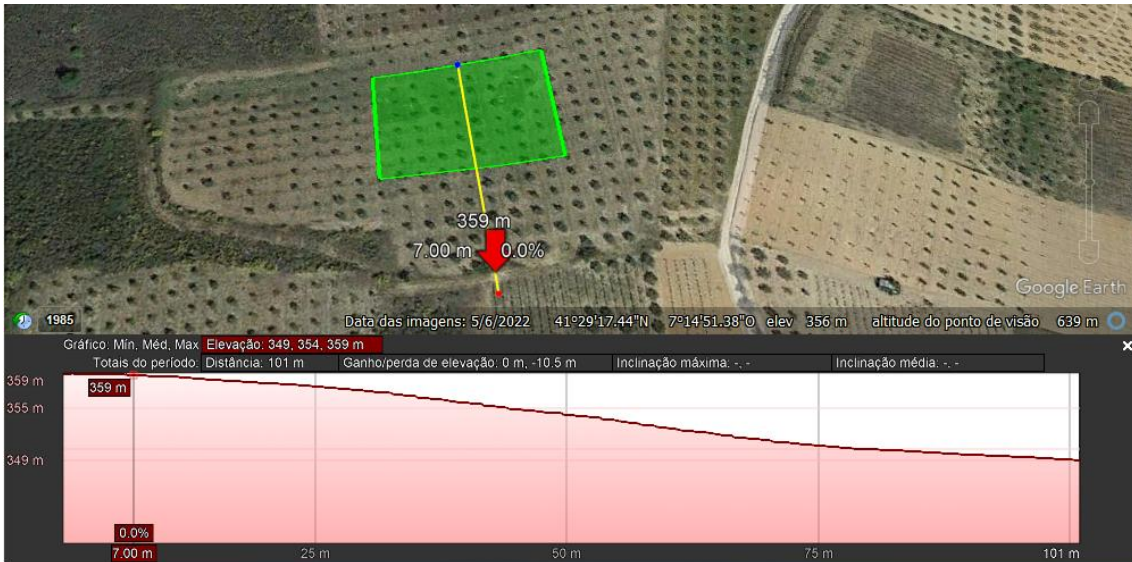 359 m
7.00 m 0.0%
Google Earth
1985 Data das imagens: 5/6/2022 41°29'17.44"N 7°14'51.38"O elev 356 m altitude do ponto de visão 639 m
Gráfico: Mín, Méd, Max Elevação: 349, 354, 359 m
Totais do período: Distância: 101 m Ganho/perda de elevação: 0 m, -10.5 m Inclinação máxima: -, - Inclinação média: -, -
359 m
359 m
355 m
349 m
0.0%
7.00 m 25 m 50 m 75 m 101 m